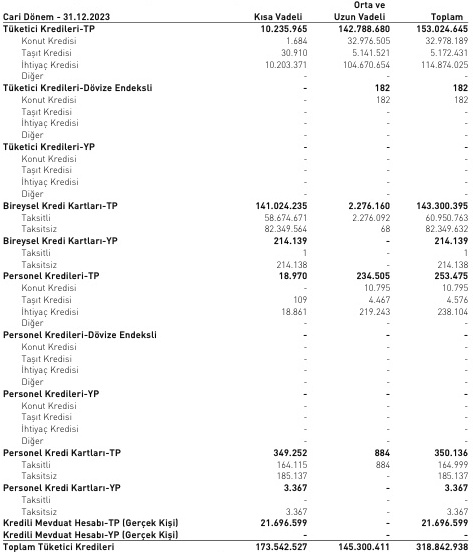 Orta ve
Cari Dönem - 31.12.2023 Kısa Vadeli Uzun Vadeli Toplam
Tüketici Kredileri-TP 10.235.965 142.788.680 153.024.645
Konut Kredisi 1.684 32.976.505 32.978.189
Taşıt Kredisi 30.910 5.141.521 5.172.431
İhtiyaç Kredisi 10.203.371 104.670.654 114.874.025
Diğer - - -
Tüketici Kredileri-Dövize Endeksli - 182 182
Konut Kredisi - 182 182
Taşıt Kredisi - - -
İhtiyaç Kredisi - - -
Diğer - - -
Tüketici Kredileri-YP - - -
Konut Kredisi - - -
Taşıt Kredisi - - -
İhtiyaç Kredisi - - -
Diğer - - -
Bireysel Kredi Kartları-TP 141.024.235 2.276.160 143.300.395
Taksitli 58.674.671 2.276.092 60.950.763
Taksitsiz 82.349.564 68 82.349.632
Bireysel Kredi Kartları-YP 214.139 - 214.139
Taksitli 1 - 1
Taksitsiz 214.138 - 214.138
Personel Kredileri-TP 18.970 234.505 253.475
Konut Kredisi - 10.795 10.795
Taşıt Kredisi 109 4.467 4.576
İhtiyaç Kredisi 18.861 219.243 238.104
Diğer - - -
Personel Kredileri-Dövize Endeksli - - -
Konut Kredisi - - -
Taşıt Kredisi - - -
İhtiyaç Kredisi - - -
Diğer - - -
Personel Kredileri-YP - - -
Konut Kredisi - - -
Taşıt Kredisi - - -
İhtiyaç Kredisi - - -
Diğer - - -
Personel Kredi Kartları-TP 349.252 884 350.136
Taksitli 164.115 884 164.999
Taksitsiz 185.137 - 185.137
Personel Kredi Kartları-YP 3.367 - 3.367
Taksitli - - -
Taksitsiz 3.367 - 3.367
Kredili Mevduat Hesabı-TP (Gerçek Kişi) 21.696.599 - 21.696.599
Kredili Mevduat Hesabı-YP (Gerçek Kişi) - - -
Toplam Tüketici Kredileri 173.542.527 145.300.411 318.842.938